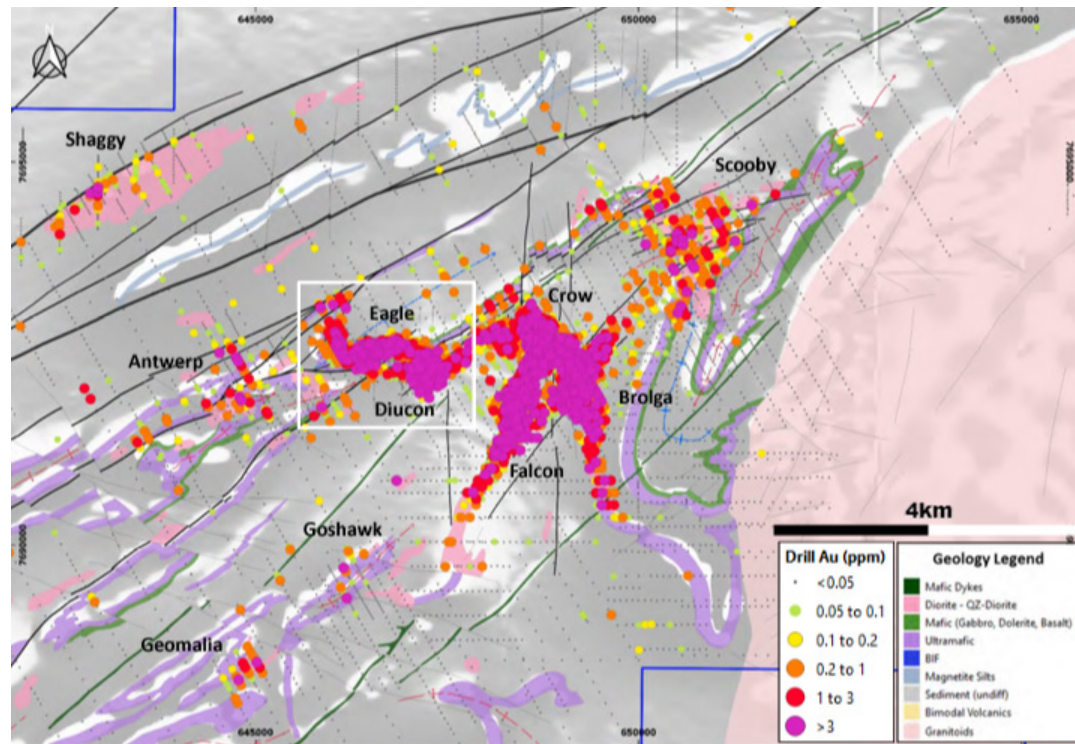 645000
650000
655000
7695000
7695000
Shaggy
Scooby
Crow
Eagle
Antwerp
Diucon
Brolga
Falcon
Goshawk
Geomalia
7690000
4km
Drill Au (ppm)
<0.05
0.05 to 0.1
0.1 to 0.2
0.2 to 1
1 to 3
>3
Geology Legend
Mafic Dykes
Diorite - QZ-Diorite
Mafic (Gabbro, Dolerite, Basalt)
Ultramafic
BIF
Magnetite Silts
Sediment (undiff)
Bimodal Volcanics
Granitoids
645000
650000